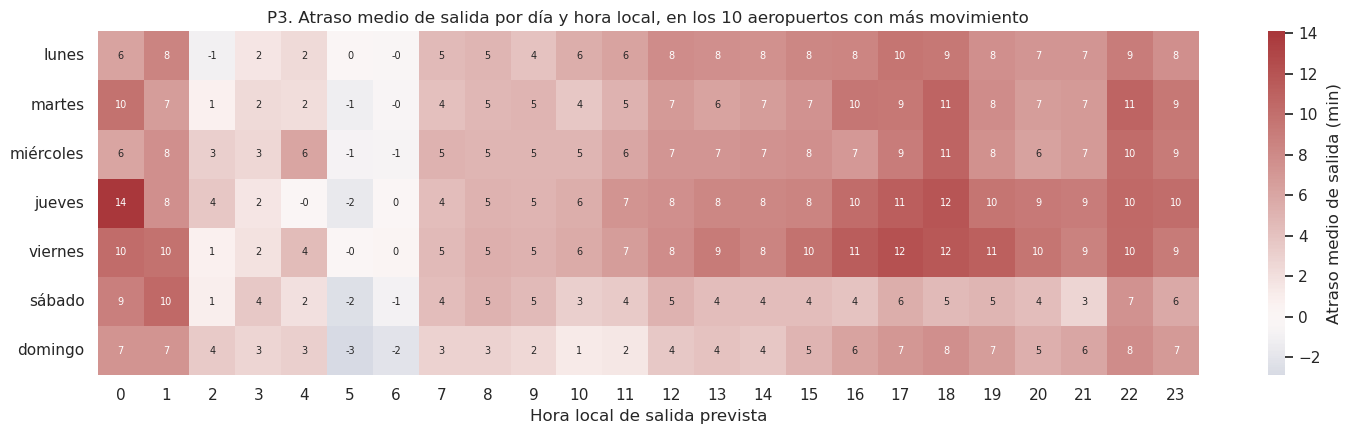 P3. Atraso medio de salida por día y hora local, en los 10 aeropuertos con más movimiento
lunes 6 8 -1 2 2 0 -0 5 5 4 6 6 8 8 8 8 8 10 9 8 7 7 9 8
martes 10 7 1 2 2 -1 -0 4 5 5 4 5 7 6 7 7 10 9 11 8 7 7 11 9
miércoles 6 8 3 3 6 -1 -1 5 5 5 5 6 7 7 7 8 7 9 11 8 6 7 10 9
jueves 14 8 4 2 -0 -2 0 4 5 5 6 7 8 8 8 8 10 11 12 10 9 9 10 10
viernes 10 10 1 2 4 -0 0 5 5 5 6 7 8 9 8 10 11 12 12 11 10 9 10 9
sábado 9 10 1 4 2 -2 -1 4 5 5 3 4 5 4 4 4 4 6 5 5 4 3 7 6
domingo 7 7 4 3 3 -3 -2 3 3 2 1 2 4 4 4 5 6 7 8 7 5 6 8 7
0 1 2 3 4 5 6 7 8 9 10 11 12 13 14 15 16 17 18 19 20 21 22 23
Hora local de salida prevista
14
12
10
8
6
4
2
0
−2
Atraso medio de salida (min)